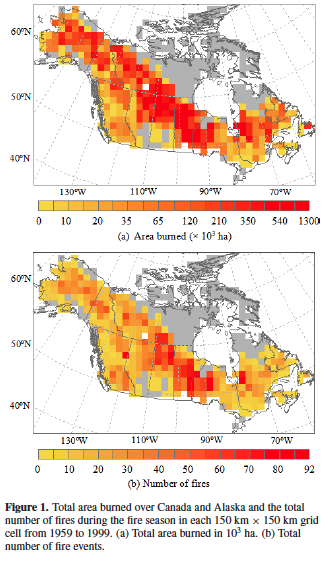 60°N
50°N
40°N
130°W 110°W 90°W 70°W
0 10 20 35 65 120 210 350 540 1300
(a) Area burned (× 10³ ha)
60°N
50°N
40°N
130°W 110°W 90°W 70°W
0 10 20 30 40 50 60 70 80 92
(b) Number of fires
Figure 1. Total area burned over Canada and Alaska and the total
number of fires during the fire season in each 150 km × 150 km grid
cell from 1959 to 1999. (a) Total area burned in 10³ ha. (b) Total
number of fire events.